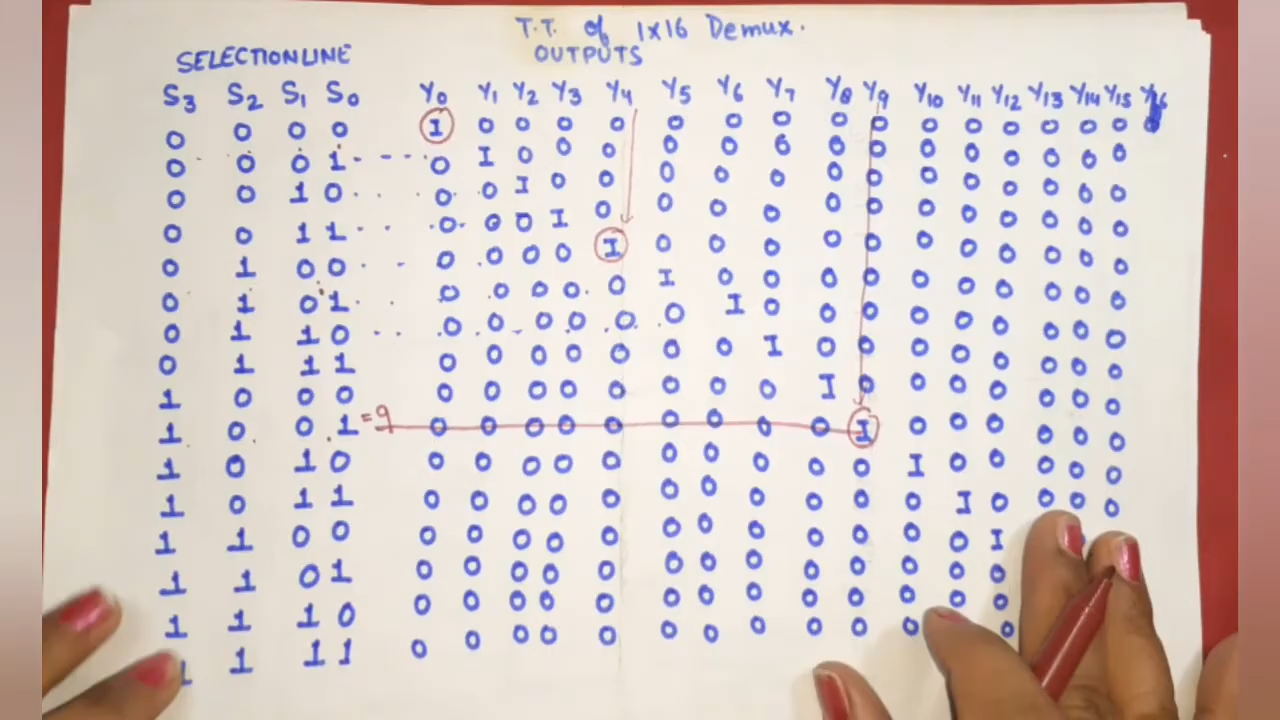 T.T. of 1x16 Demux.
SELECTIONLINE OUTPUTS
S3 S2 S1 S0 Y0 Y1 Y2 Y3 Y4 Y5 Y6 Y7 Y8 Y9 Y10 Y11 Y12 Y13 Y14 Y15
0 0 0 0 I 0 0 0 0 0 0 0 0 0 0 0 0 0 0 0
0 0 0 1 0 I 0 0 0 0 0 0 0 0 0 0 0 0 0 0
0 0 1 0 0 0 I 0 0 0 0 0 0 0 0 0 0 0 0 0
0 0 1 1 0 0 0 I 0 0 0 0 0 0 0 0 0 0 0 0
0 1 0 0 0 0 0 0 I 0 0 0 0 0 0 0 0 0 0 0
0 1 0 1 0 0 0 0 0 I 0 0 0 0 0 0 0 0 0 0
0 1 1 0 0 0 0 0 0 0 I 0 0 0 0 0 0 0 0 0
0 1 1 1 0 0 0 0 0 0 0 I 0 0 0 0 0 0 0 0
1 0 0 0 0 0 0 0 0 0 0 0 I 0 0 0 0 0 0 0
1 0 0 1 =9 0 0 0 0 0 0 0 0 0 I 0 0 0 0 0 0
1 0 1 0 0 0 0 0 0 0 0 0 0 0 I 0 0 0 0 0
1 0 1 1 0 0 0 0 0 0 0 0 0 0 0 I 0 0 0 0
1 1 0 0 0 0 0 0 0 0 0 0 0 0 0 0 I
1 1 0 1 0 0 0 0 0 0 0 0 0 0 0 0 0
1 1 1 0 0 0 0 0 0 0 0 0 0 0 0 0 0
1 1 1 1 0 0 0 0 0 0 0 0 0 0 0 0